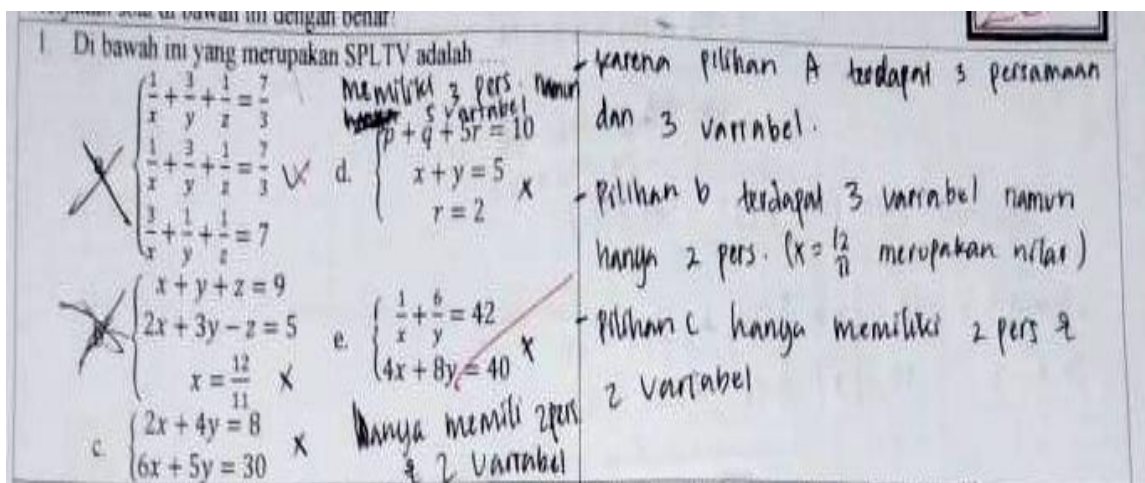 1. Di bawah ini yang merupakan SPLTV adalah ....
1/x + 3/y + 1/z = 7/3
1/x + 3/y + 1/z = 7/3
3/x + 1/y + 1/z = 7
x + y + z = 9
2x + 3y − z = 5
x = 12/11 x
c. 2x + 4y = 8
6x + 5y = 30 x
memiliki 3 pers. namun
5 variabel
d. p + q + 5r = 10
x + y = 5 x
r = 2
e. 1/x + 6/y = 42
4x + 8y = 40 x
hanya memili 2 pers
& 2 variabel
- karena pilihan A terdapat 3 persamaan
dan 3 variabel.
- Pilihan b terdapat 3 variabel namun
hanya 2 pers. (x = 12/11 merupakan nilai)
- Pilihan C hanya memiliki 2 pers &
2 variabel